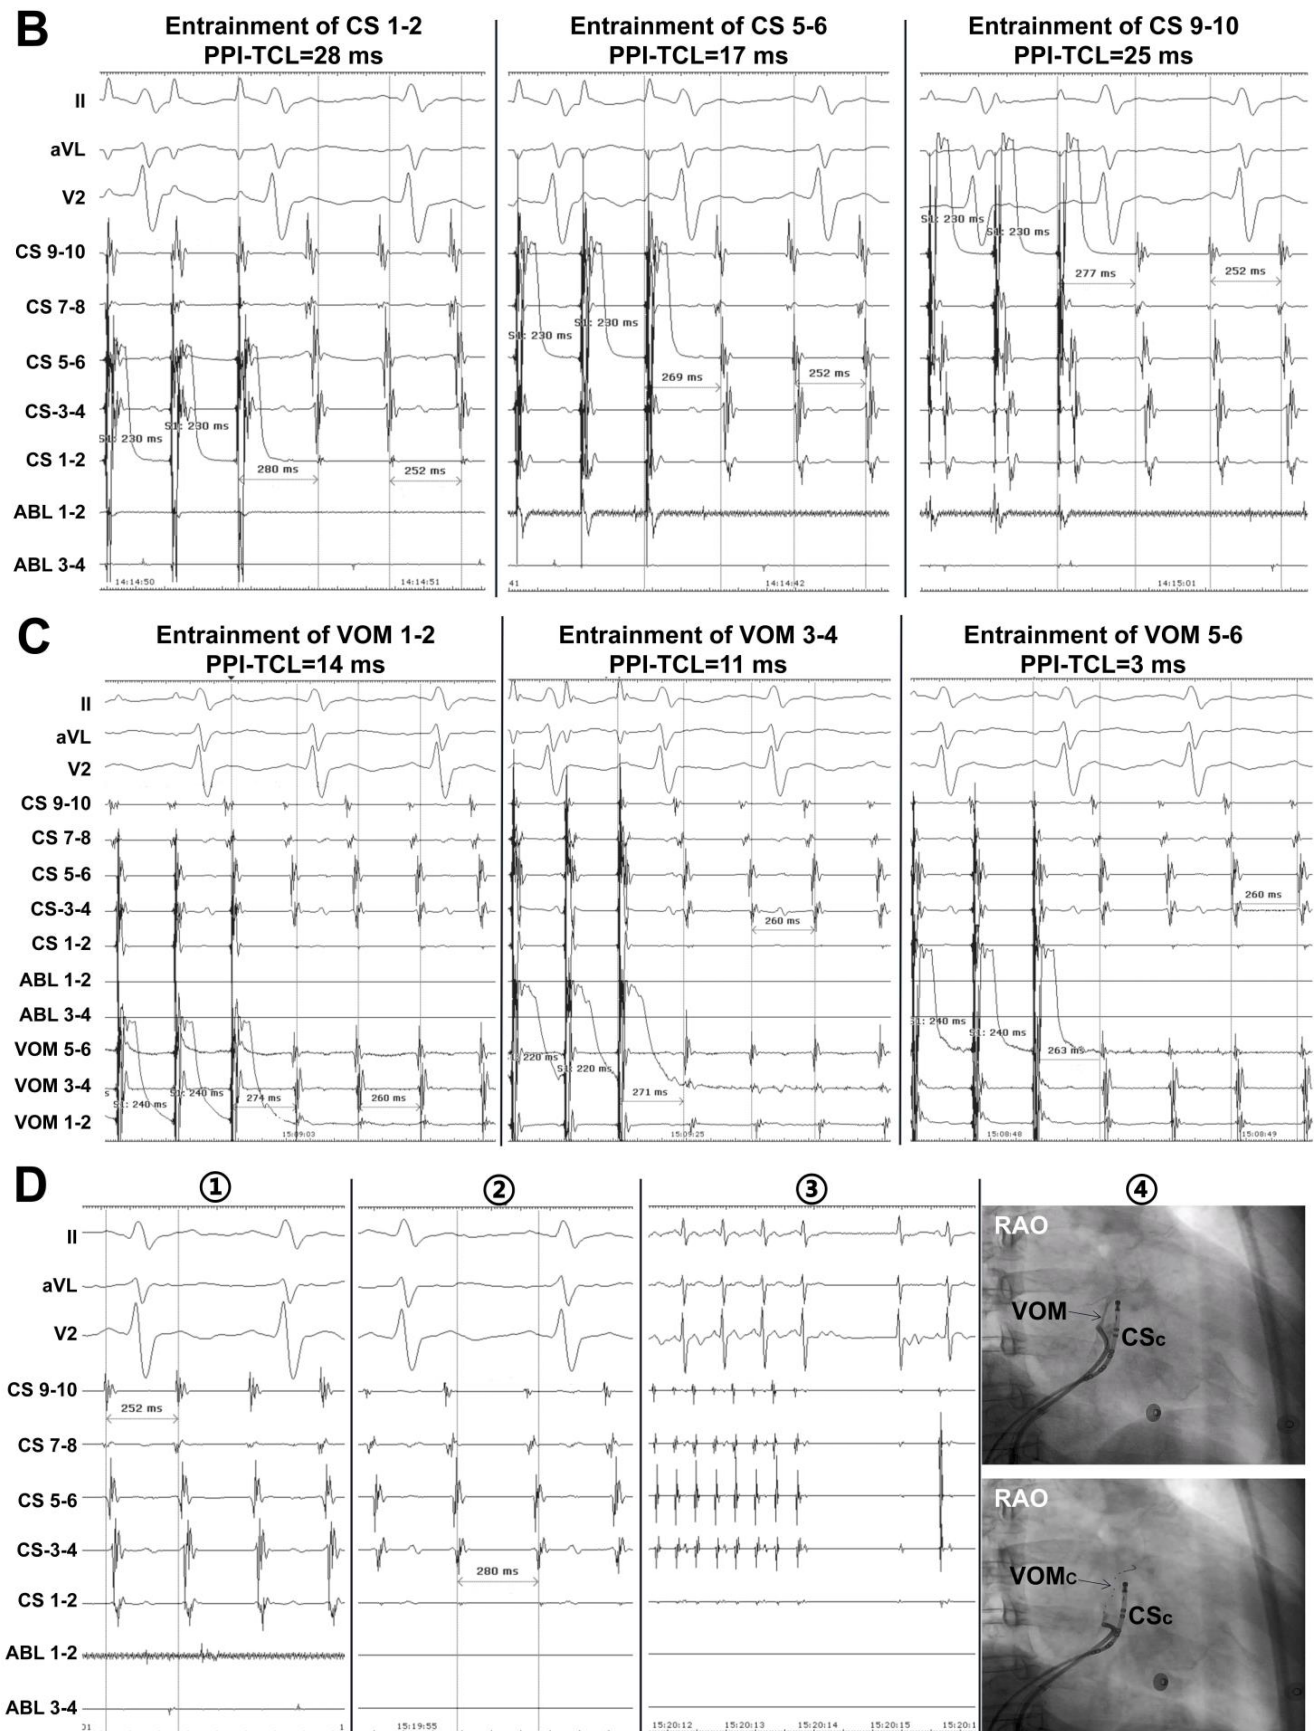 B
Entrainment of CS 1-2
PPI-TCL=28 ms
Entrainment of CS 5-6
PPI-TCL=17 ms
Entrainment of CS 9-10
PPI-TCL=25 ms
II
aVL
V2
CS 9-10
CS 7-8
CS 5-6
CS-3-4
CS 1-2
ABL 1-2
ABL 3-4
S1: 230 ms
S1: 230 ms
280 ms
252 ms
14:14:50
14:14:51
S1: 230 ms
S1: 230 ms
269 ms
252 ms
41
14:14:42
S1: 230 ms
S1: 230 ms
277 ms
252 ms
14:15:01
C
Entrainment of VOM 1-2
PPI-TCL=14 ms
Entrainment of VOM 3-4
PPI-TCL=11 ms
Entrainment of VOM 5-6
PPI-TCL=3 ms
II
aVL
V2
CS 9-10
CS 7-8
CS 5-6
CS-3-4
CS 1-2
ABL 1-2
ABL 3-4
VOM 5-6
VOM 3-4
VOM 1-2
S1: 240 ms
S1: 240 ms
274 ms
260 ms
15:09:03
220 ms
S1: 220 ms
271 ms
260 ms
15:09:25
S1: 240 ms
S1: 240 ms
263 ms
260 ms
15:08:48
15:08:49
D
①
②
③
④
II
aVL
V2
CS 9-10
CS 7-8
CS 5-6
CS-3-4
CS 1-2
ABL 1-2
ABL 3-4
252 ms
280 ms
15:19:55
15:20:12
15:20:13
15:20:14
15:20:15
15:20:1
RAO
VOM
CSc
RAO
VOMc
CSc